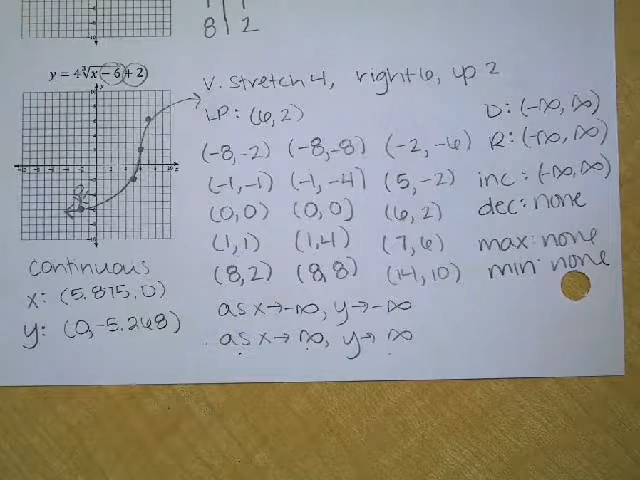 8 2
y = 4∛x - 6 + 2
V. Stretch 4, right 6, up 2
LP: (6, 2)
(-8, -2) (-8, -8) (-2, -6)
(-1, -1) (-1, -4) (5, -2)
(0, 0) (0, 0) (6, 2)
(1, 1) (1, 4) (7, 6)
(8, 2) (8, 8) (14, 10)
D: (-∞, ∞)
R: (-∞, ∞)
inc: (-∞, ∞)
dec: none
max: none
min: none
continuous
x: (5.875, 0)
y: (0, -5.268)
as x → -∞, y → -∞
as x → ∞, y → ∞